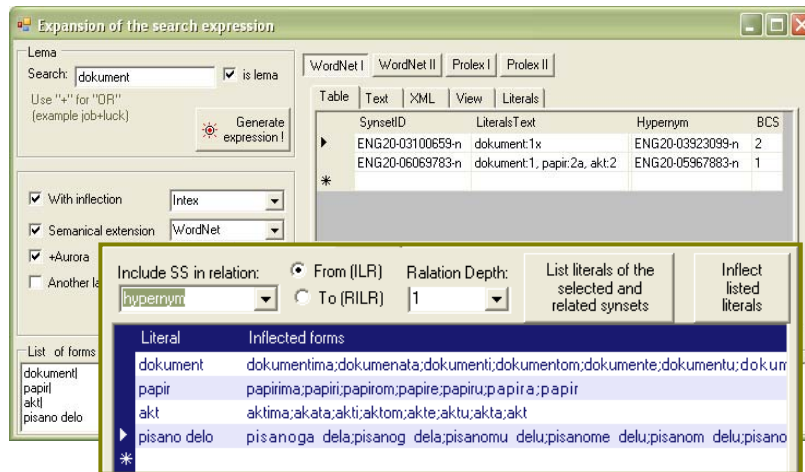 Expansion of the search expression
Lema
Search: dokument is lema
Use "+" for "OR"
(example job+luck)
Generate
expression !
WordNet I WordNet II Prolex I Prolex II
Table Text XML View Literals
SynsetID LiteralsText Hypernym BCS
ENG20-03100659-n dokument:1x ENG20-03923099-n 2
ENG20-06069783-n dokument:1, papir:2a, akt:2 ENG20-05967883-n 1
With inflection Intex
Semanical extension WordNet
+Aurora
Another la
List of forms
dokument
papir
akt
pisano delo
Include SS in relation:
hypernym
From (ILR)
To (RILR)
Ralation Depth:
1
List literals of the
selected and
related synsets
Inflect
listed
literals
Literal Inflected forms
dokument dokumentima;dokumenata;dokumenti;dokumentom;dokumente;dokumentu;dokum
papir papirima;papiri;papirom;papire;papiru;papira;papir
akt aktima;akata;akti;aktom;akte;aktu;akta;akt
pisano delo pisanoga dela;pisanog dela;pisanomu delu;pisanome delu;pisanom delu;pisano